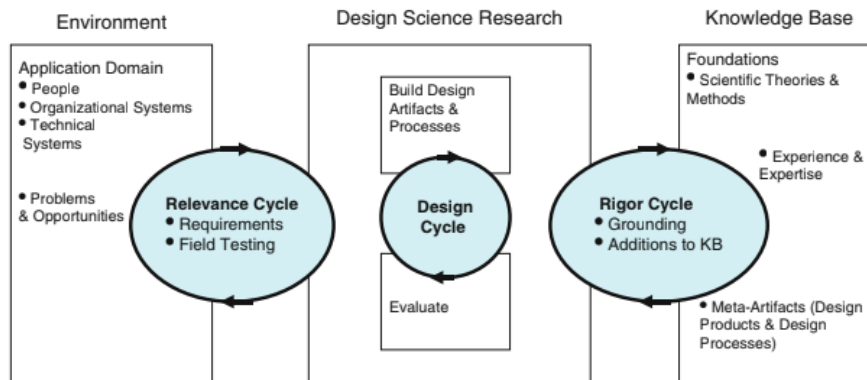 Environment
Design Science Research
Knowledge Base
Application Domain
• People
• Organizational Systems
• Technical
Systems
• Problems
& Opportunities
Relevance Cycle
• Requirements
• Field Testing
Build Design
Artifacts &
Processes
Design
Cycle
Evaluate
Rigor Cycle
• Grounding
• Additions to KB
Foundations
• Scientific Theories &
Methods
• Experience &
Expertise
• Meta-Artifacts (Design
Products & Design
Processes)